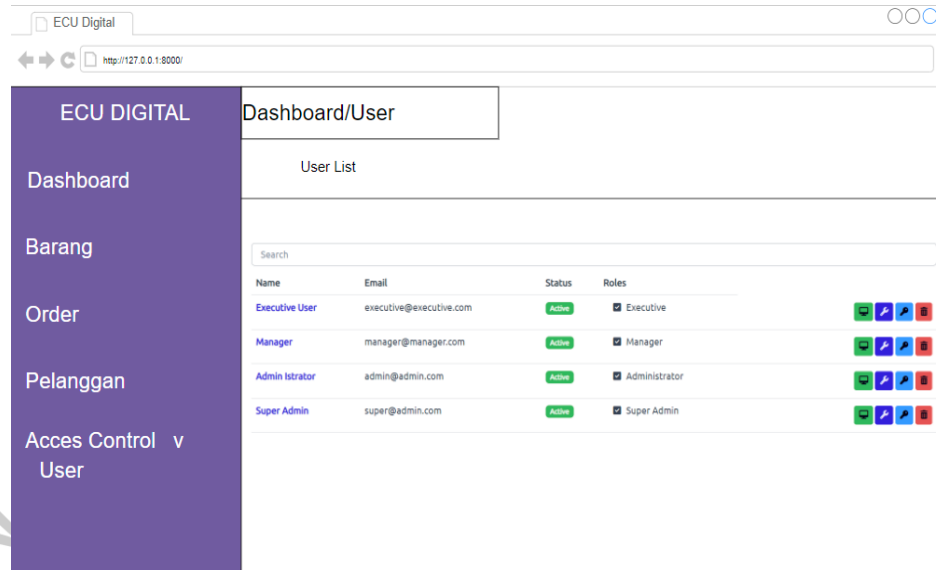 ECU Digital
http://127.0.0.1:8000/
ECU DIGITAL
Dashboard
Barang
Order
Pelanggan
Acces Control v
User
Dashboard/User
User List
Search
Name Email Status Roles
Executive User executive@executive.com Active Executive
Manager manager@manager.com Active Manager
Admin Istrator admin@admin.com Active Administrator
Super Admin super@admin.com Active Super Admin